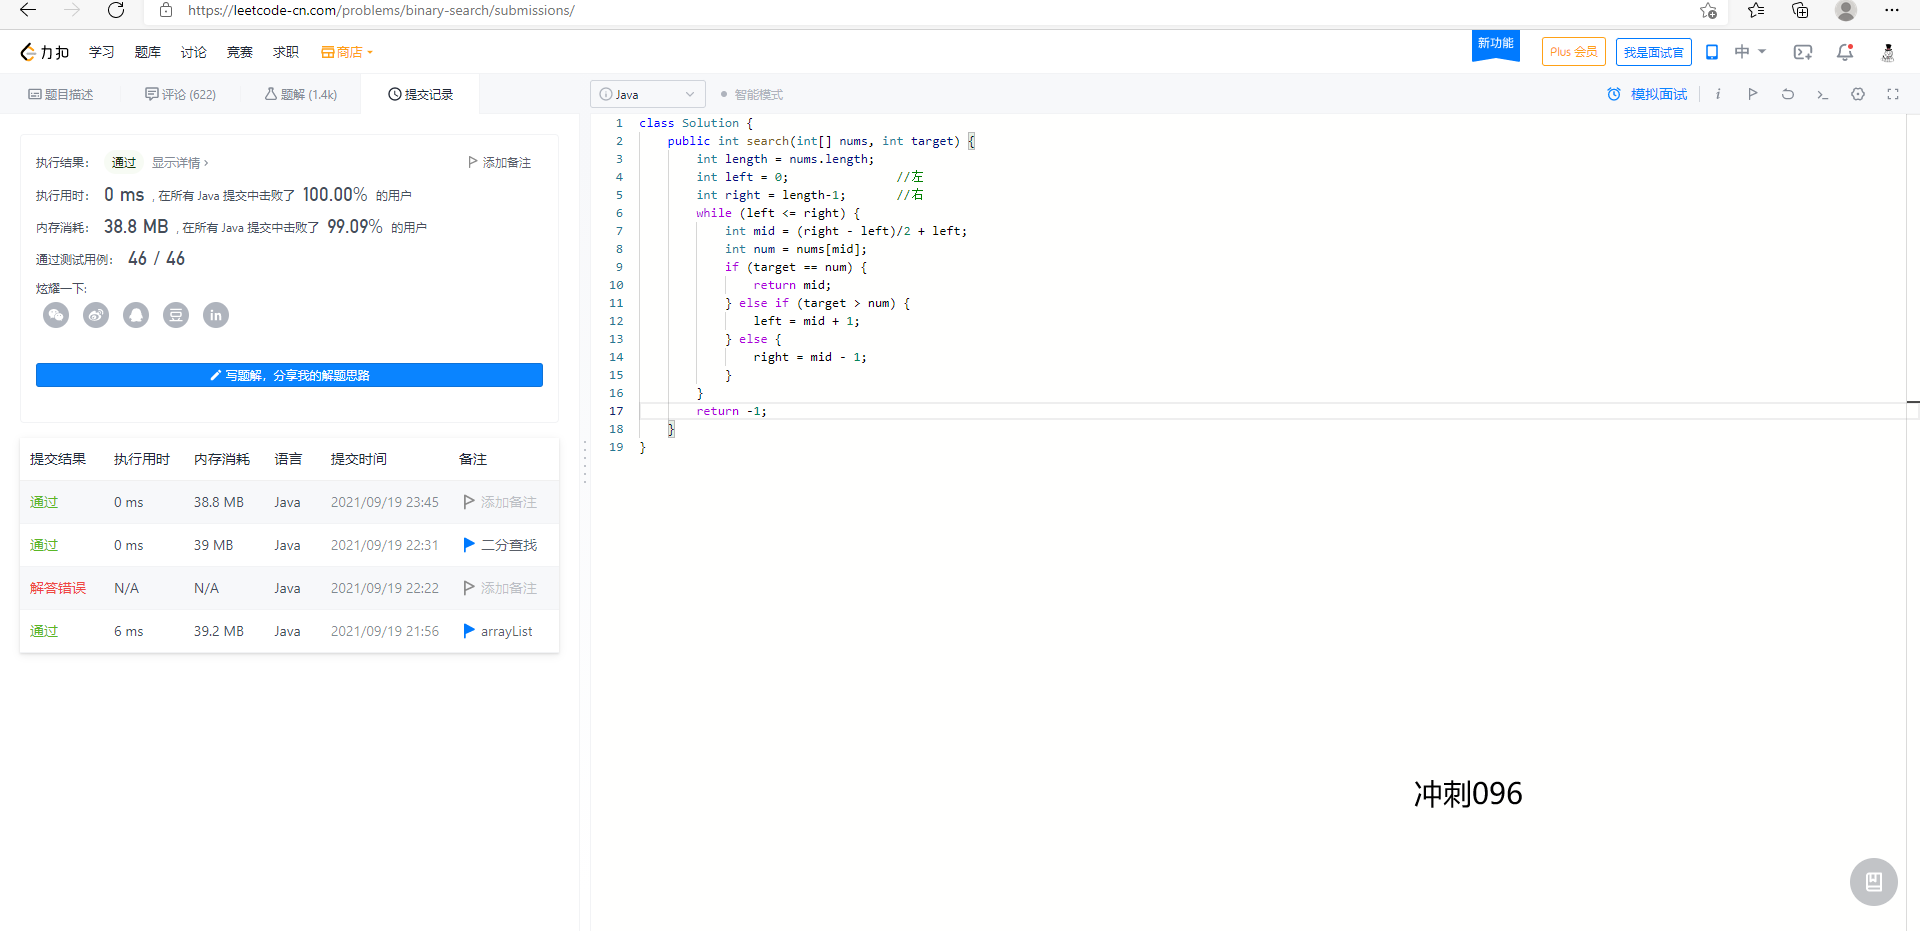 https://leetcode-cn.com/problems/binary-search/submissions/
力扣 学习 题库 讨论 竞赛 求职 商店 新功能 Plus 会员 我是面试官 中
题目描述 评论 (622) 题解 (1.4k) 提交记录
执行结果： 通过 显示详情 › 添加备注
执行用时： 0 ms , 在所有 Java 提交中击败了 100.00% 的用户
内存消耗： 38.8 MB , 在所有 Java 提交中击败了 99.09% 的用户
通过测试用例： 46 / 46
炫耀一下:
豆 in
写题解，分享我的解题思路
提交结果 执行用时 内存消耗 语言 提交时间 备注
通过 0 ms 38.8 MB Java 2021/09/19 23:45 添加备注
通过 0 ms 39 MB Java 2021/09/19 22:31 二分查找
解答错误 N/A N/A Java 2021/09/19 22:22 添加备注
通过 6 ms 39.2 MB Java 2021/09/19 21:56 arrayList
i Java 智能模式 模拟面试 i
1 class Solution {
2 public int search(int[] nums, int target) {
3 int length = nums.length;
4 int left = 0; //左
5 int right = length-1; //右
6 while (left <= right) {
7 int mid = (right - left)/2 + left;
8 int num = nums[mid];
9 if (target == num) {
10 return mid;
11 } else if (target > num) {
12 left = mid + 1;
13 } else {
14 right = mid - 1;
15 }
16 }
17 return -1;
18 }
19 }
冲刺096